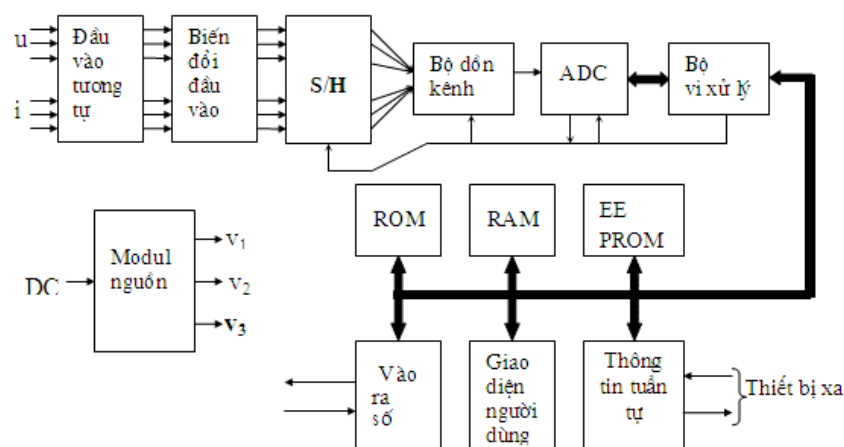 u
i
Đầu
vào
tương
tự
Biến
đổi
đầu
vào
S/H
Bộ dồn
kênh
ADC
Bộ
vi xử lý
ROM
RAM
EE
PROM
DC
Modul
nguồn
v1
v2
v3
Vào
ra
số
Giao
diện
người
dùng
Thông
tin tuần
tự
Thiết bị xa